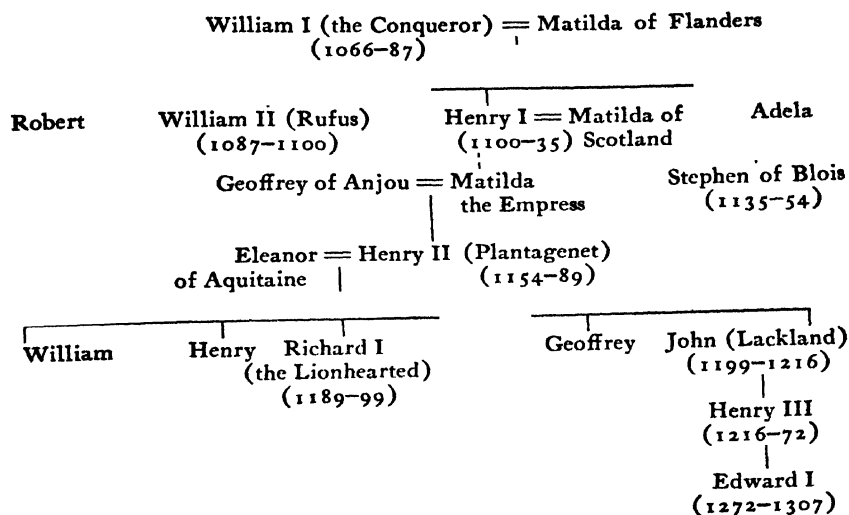 William I (the Conqueror) = Matilda of Flanders
(1066–87)
Robert William II (Rufus) Henry I = Matilda of Adela
(1087–1100) (1100–35) Scotland
Geoffrey of Anjou = Matilda Stephen of Blois
the Empress (1135–54)
Eleanor = Henry II (Plantagenet)
of Aquitaine (1154–89)
William Henry Richard I Geoffrey John (Lackland)
(the Lionhearted) (1199–1216)
(1189–99)
Henry III
(1216–72)
Edward I
(1272–1307)